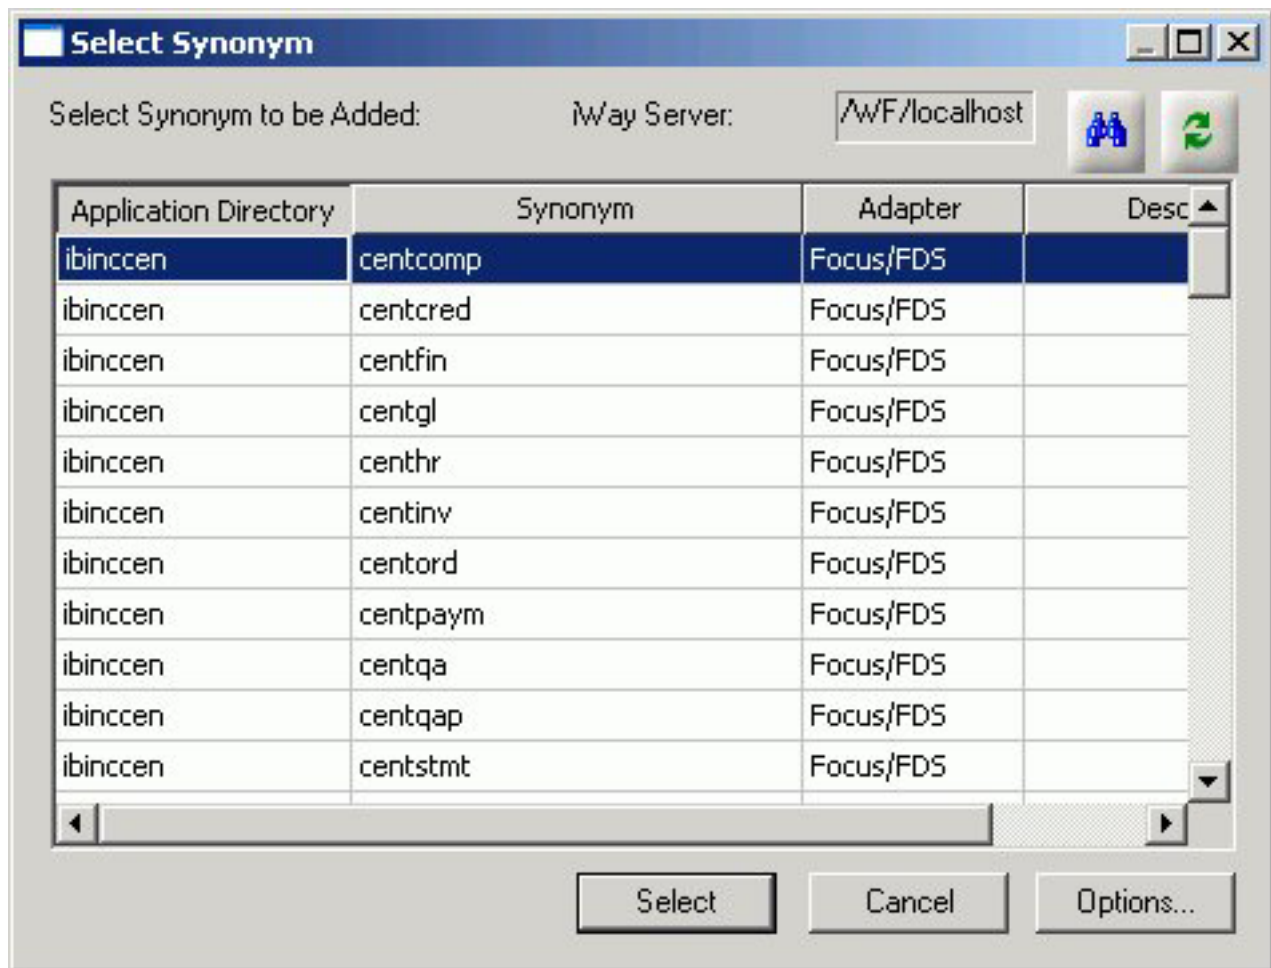 Select Synonym
Select Synonym to be Added: iWay Server: /WF/localhost
Application Directory Synonym Adapter Desc
ibinccen centcomp Focus/FDS
ibinccen centcred Focus/FDS
ibinccen centfin Focus/FDS
ibinccen centgl Focus/FDS
ibinccen centhr Focus/FDS
ibinccen centinv Focus/FDS
ibinccen centord Focus/FDS
ibinccen centpaym Focus/FDS
ibinccen centqa Focus/FDS
ibinccen centqap Focus/FDS
ibinccen centstmt Focus/FDS
Select Cancel Options...